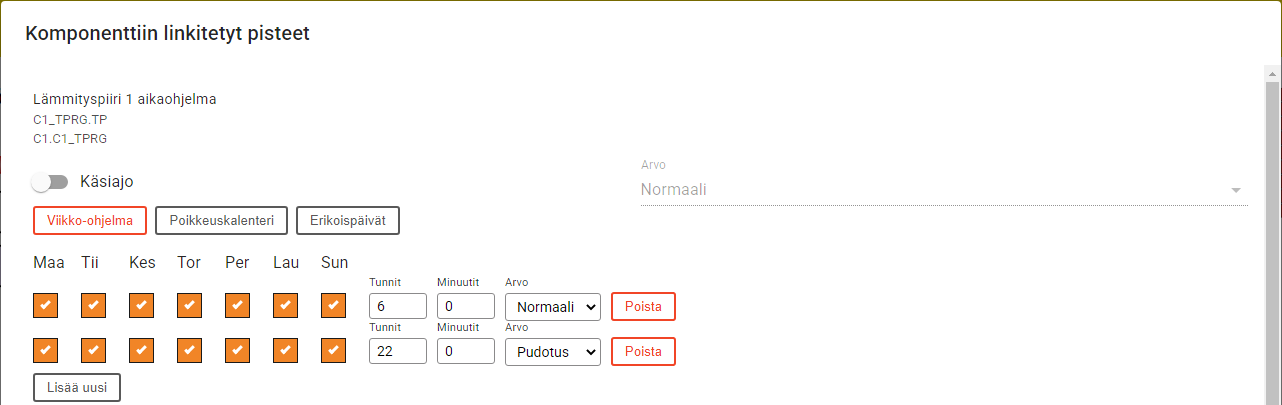 Komponenttiin linkitetyt pisteet
Lämmityspiiri 1 aikaohjelma
C1_TPRG.TP
C1.C1_TPRG
Käsiajo
Arvo
Normaali
Viikko-ohjelma Poikkeuskalenteri Erikoispäivät
Maa Tii Kes Tor Per Lau Sun
Tunnit Minuutit Arvo
6 0 Normaali Poista
Tunnit Minuutit Arvo
22 0 Pudotus Poista
Lisää uusi